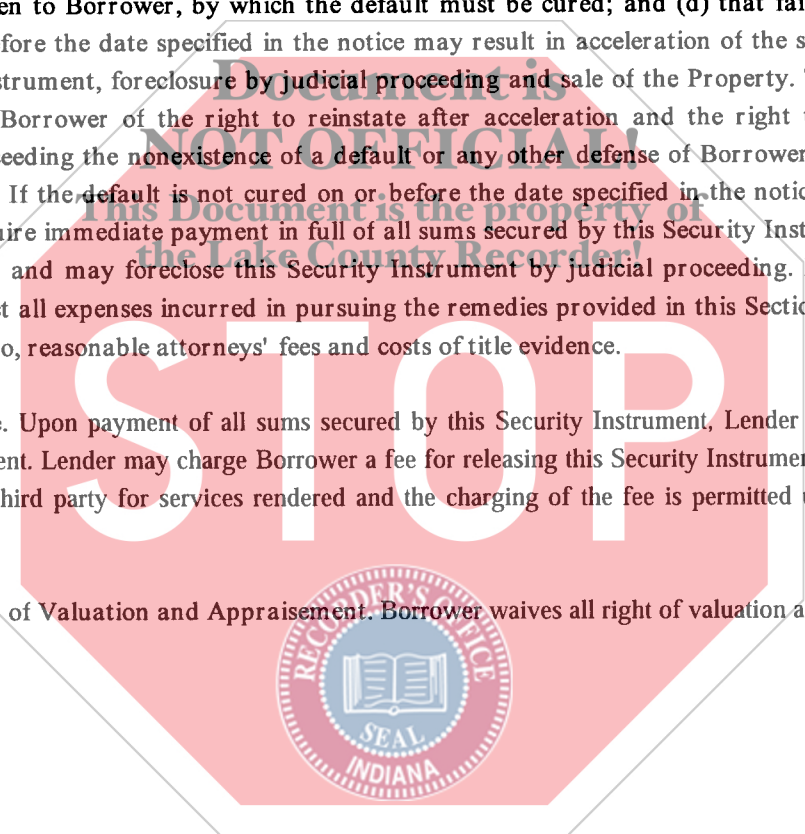 en to Borrower, by which the default must be cured; and (d) that fai
fore the date specified in the notice may result in acceleration of the s
strument, foreclosure by judicial proceeding and sale of the Property.
Borrower of the right to reinstate after acceleration and the right
eeding the nonexistence of a default or any other defense of Borrower
If the default is not cured on or before the date specified in the notic
uire immediate payment in full of all sums secured by this Security Inst
and may foreclose this Security Instrument by judicial proceeding.
t all expenses incurred in pursuing the remedies provided in this Sectio
o, reasonable attorneys' fees and costs of title evidence.
e. Upon payment of all sums secured by this Security Instrument, Lender
ent. Lender may charge Borrower a fee for releasing this Security Instrumen
hird party for services rendered and the charging of the fee is permitted u
of Valuation and Appraisement. Borrower waives all right of valuation a
Document is
NOT OFFICIAL!
This Document is the property of
the Lake County Recorder!
STOP
RECORDER'S OFFICE
SEAL
INDIANA